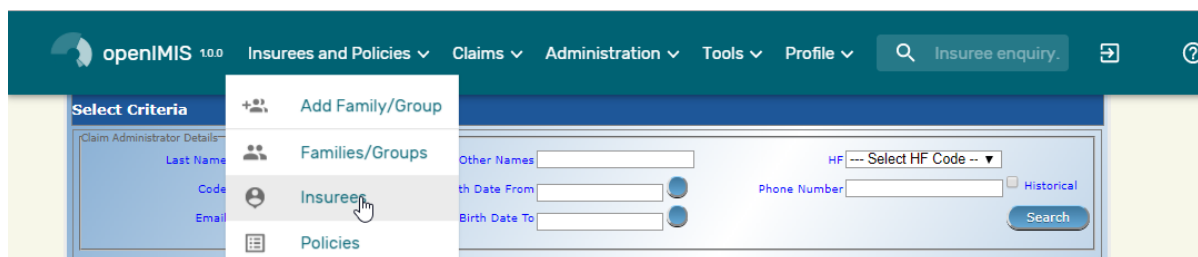 openIMIS 1.0.0 Insurees and Policies Claims Administration Tools Profile Insuree enquiry.
Select Criteria
Add Family/Group
Claim Administrator Details
Families/Groups
Last Name Other Names HF --- Select HF Code --
Code th Date From Phone Number Historical
Insurees
Email Birth Date To Search
Policies